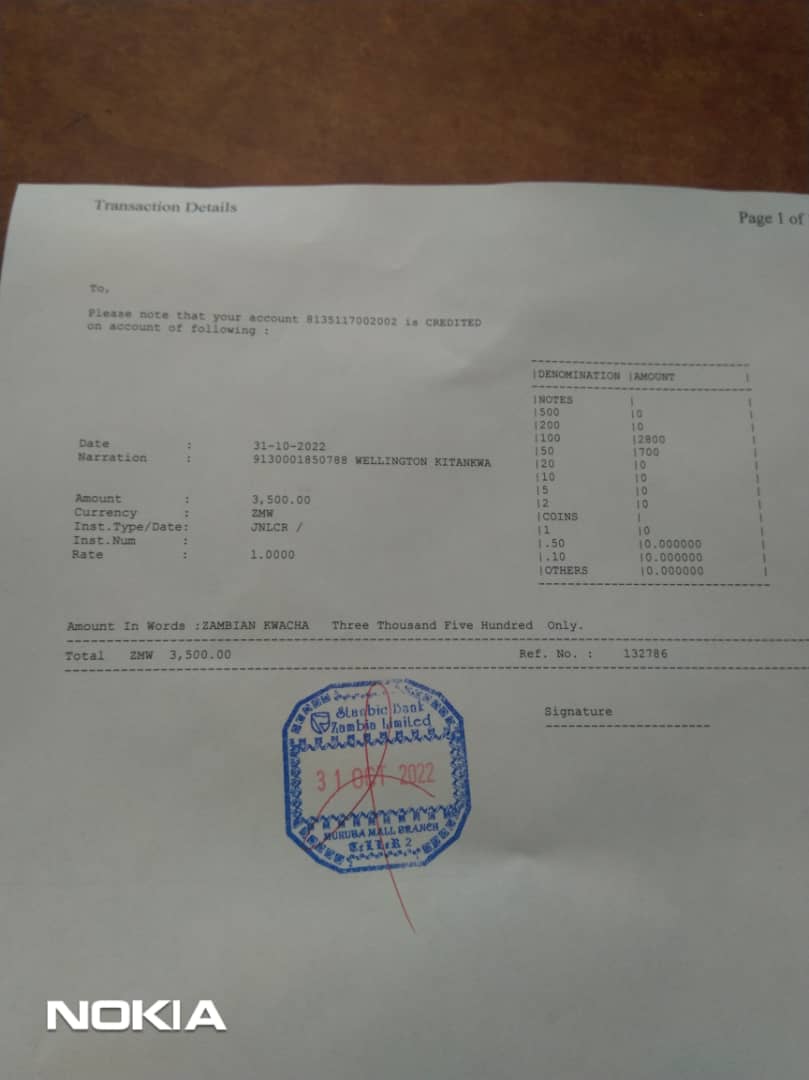 Transaction Details
Page 1 of
To,
Please note that your account 8135117002002 is CREDITED
on account of following :
|DENOMINATION |AMOUNT |
|NOTES | |
|500 |0 |
|200 |0 |
|100 |2800 |
|50 |700 |
|20 |0 |
|10 |0 |
|5 |0 |
|2 |0 |
|COINS | |
|1 |0 |
|.50 |0.000000 |
|.10 |0.000000 |
|OTHERS |0.000000 |
Date : 31-10-2022
Narration : 9130001850788 WELLINGTON KITANKWA
Amount : 3,500.00
Currency : ZMW
Inst.Type/Date: JNLCR /
Inst.Num :
Rate : 1.0000
Amount In Words :ZAMBIAN KWACHA Three Thousand Five Hundred Only.
Total ZMW 3,500.00 Ref. No. : 132786
Signature
Stanbic Bank
Zambia Limited
31 OCT 2022
MUKUBA MALL BRANCH
TeLLeR 2
NOKIA